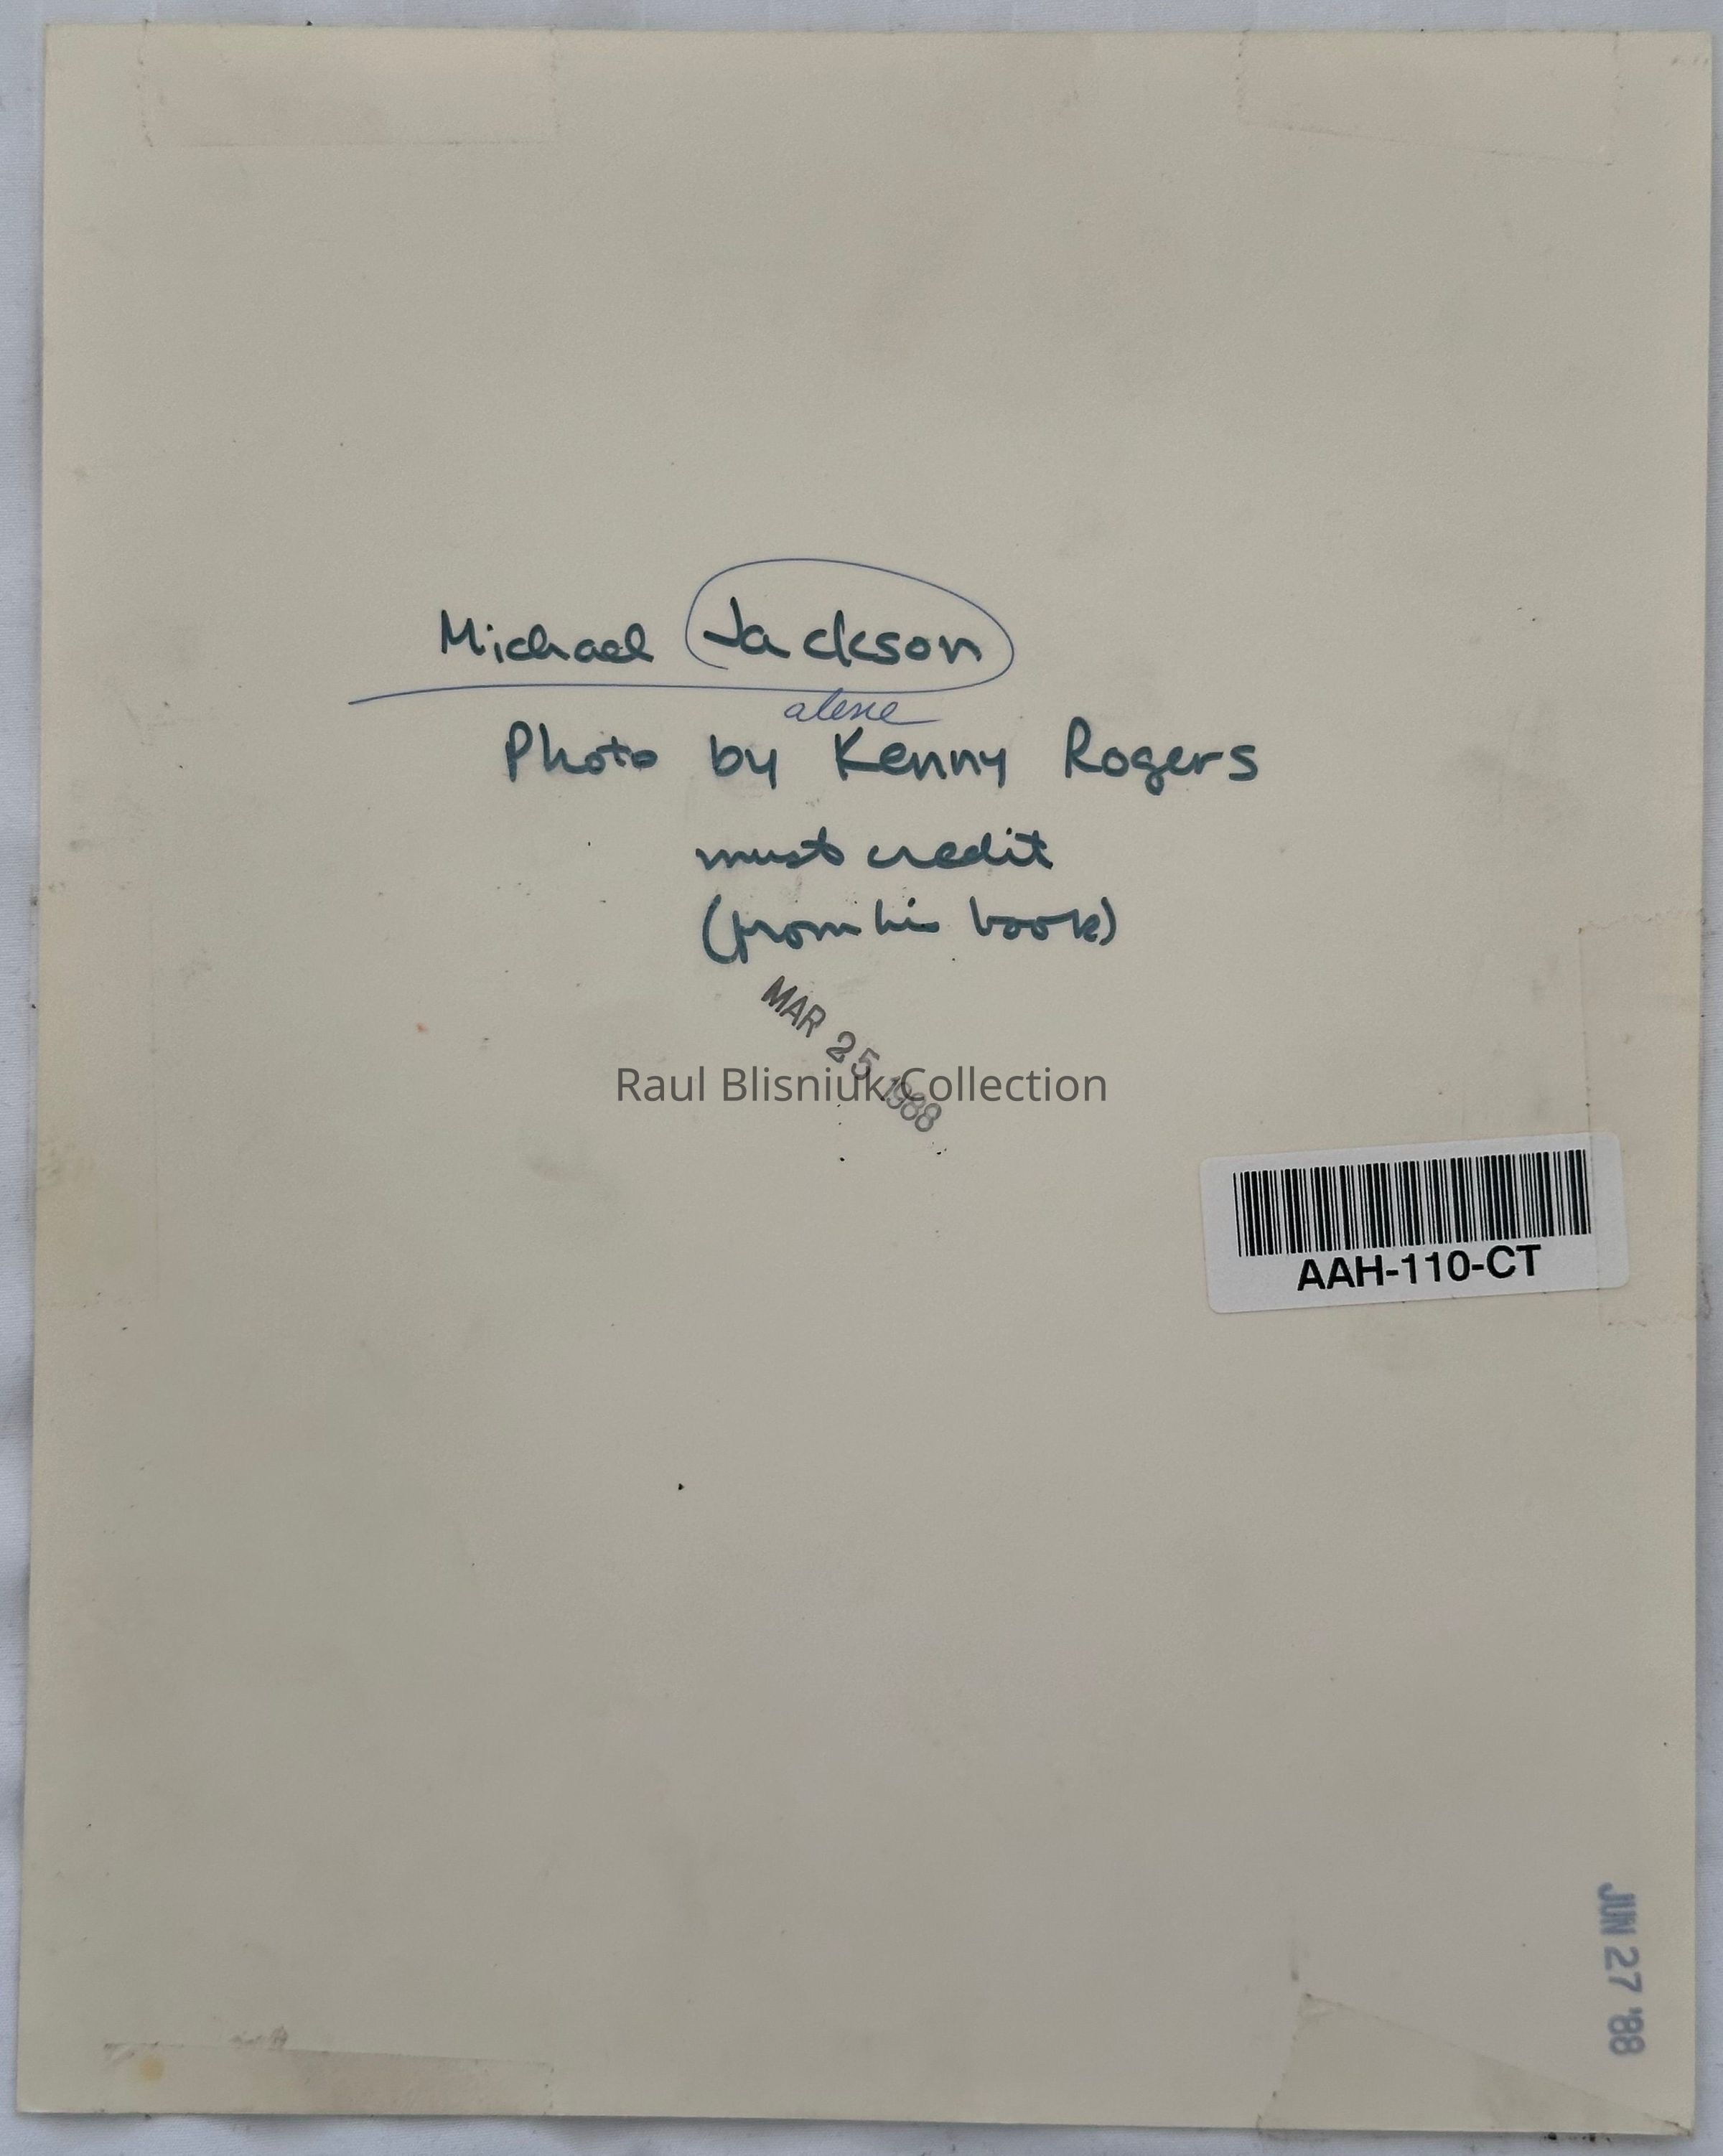 Michael Jackson
alone
Photo by Kenny Rogers
must credit
(from his book)
MAR 25 1988
Raul Blisniuk Collection
AAH-110-CT
JUN 27 '88